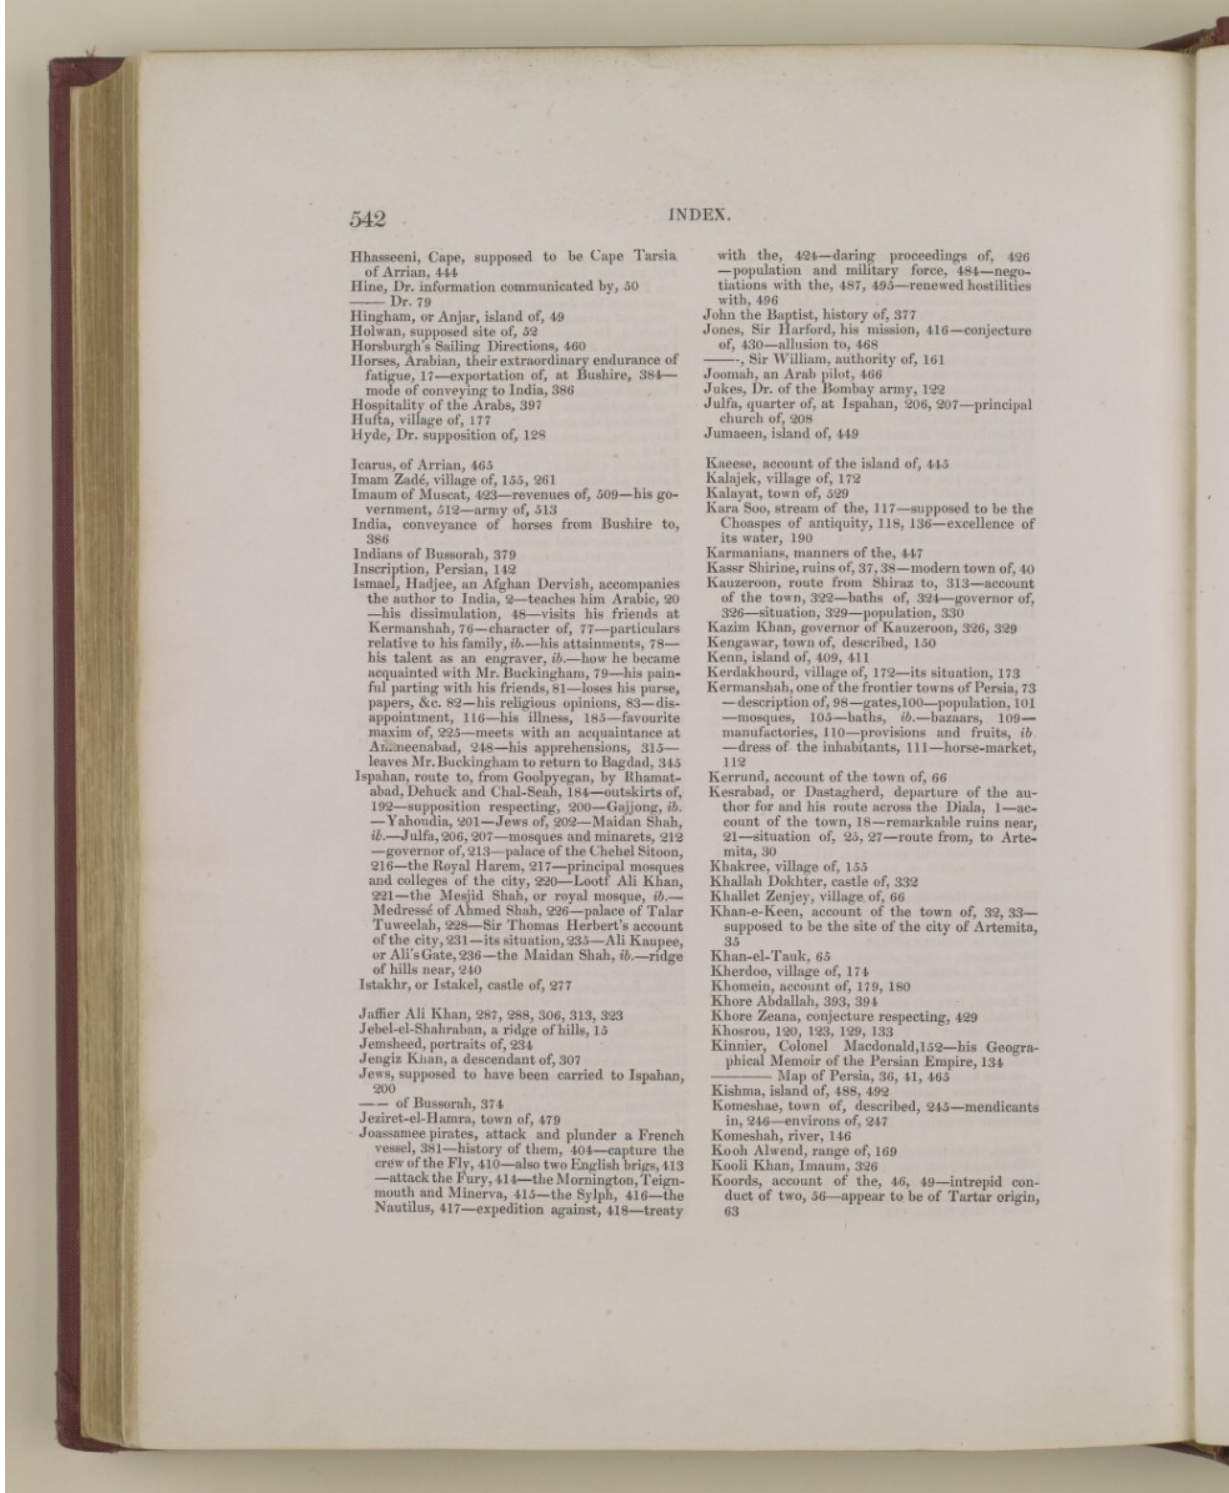 542
INDEX.
Hhasseeni, Cape, supposed to be Cape Tarsia
of Arrian, 444
Hine, Dr. information communicated by, 50
—— Dr. 79
Hingham, or Anjar, island of, 49
Holwan, supposed site of, 52
Horsburgh's Sailing Directions, 460
Horses, Arabian, their extraordinary endurance of
fatigue, 17—exportation of, at Bushire, 384—
mode of conveying to India, 386
Hospitality of the Arabs, 397
Hufta, village of, 177
Hyde, Dr. supposition of, 128
Icarus, of Arrian, 465
Imam Zadé, village of, 155, 261
Imaum of Muscat, 423—revenues of, 509—his go-
vernment, 512—army of, 513
India, conveyance of horses from Bushire to,
386
Indians of Bussorah, 379
Inscription, Persian, 142
Ismael, Hadjee, an Afghan Dervish, accompanies
the author to India, 2—teaches him Arabic, 20
—his dissimulation, 48—visits his friends at
Kermanshah, 76—character of, 77—particulars
relative to his family, ib.—his attainments, 78—
his talent as an engraver, ib.—how he became
acquainted with Mr. Buckingham, 79—his pain-
ful parting with his friends, 81—loses his purse,
papers, &c. 82—his religious opinions, 83—dis-
appointment, 116—his illness, 185—favourite
maxim of, 225—meets with an acquaintance at
Ammeenabad, 248—his apprehensions, 315—
leaves Mr. Buckingham to return to Bagdad, 345
Ispahan, route to, from Goolpyegan, by Rhamat-
abad, Dehuck and Chal-Seah, 184—outskirts of,
192—supposition respecting, 200—Gajjong, ib.
—Yahoudia, 201—Jews of, 202—Maidan Shah,
ib.—Julfa, 206, 207—mosques and minarets, 212
—governor of, 213—palace of the Chehel Sitoon,
216—the Royal Harem, 217—principal mosques
and colleges of the city, 220—Lootf Ali Khan,
221—the Mesjid Shah, or royal mosque, ib.—
Medressé of Ahmed Shah, 226—palace of Talar
Tuweelah, 228—Sir Thomas Herbert's account
of the city, 231—its situation, 235—Ali Kaupee,
or Ali's Gate, 236—the Maidan Shah, ib.—ridge
of hills near, 240
Istakhr, or Istakel, castle of, 277
Jaffier Ali Khan, 287, 288, 306, 313, 323
Jebel-el-Shahraban, a ridge of hills, 15
Jemsheed, portraits of, 234
Jengiz Khan, a descendant of, 307
Jews, supposed to have been carried to Ispahan,
200
—— of Bussorah, 374
Jeziret-el-Hamra, town of, 479
Joassamee pirates, attack and plunder a French
vessel, 381—history of them, 404—capture the
crew of the Fly, 410—also two English brigs, 413
—attack the Fury, 414—the Mornington, Teign-
mouth and Minerva, 415—the Sylph, 416—the
Nautilus, 417—expedition against, 418—treaty
with the, 424—daring proceedings of, 426
—population and military force, 484—nego-
tiations with the, 487, 495—renewed hostilities
with, 496
John the Baptist, history of, 377
Jones, Sir Harford, his mission, 416—conjecture
of, 430—allusion to, 468
——, Sir William, authority of, 161
Joomah, an Arab pilot, 466
Jukes, Dr. of the Bombay army, 122
Julfa, quarter of, at Ispahan, 206, 207—principal
church of, 208
Jumaeen, island of, 449
Kaeese, account of the island of, 445
Kalajek, village of, 172
Kalayat, town of, 529
Kara Soo, stream of the, 117—supposed to be the
Choaspes of antiquity, 118, 136—excellence of
its water, 190
Karmanians, manners of the, 447
Kassr Shirine, ruins of, 37, 38—modern town of, 40
Kauzeroon, route from Shiraz to, 313—account
of the town, 322—baths of, 324—governor of,
326—situation, 329—population, 330
Kazim Khan, governor of Kauzeroon, 326, 329
Kengawar, town of, described, 150
Kenn, island of, 409, 411
Kerdakhourd, village of, 172—its situation, 173
Kermanshah, one of the frontier towns of Persia, 73
—description of, 98—gates, 100—population, 101
—mosques, 105—baths, ib.—bazaars, 109—
manufactories, 110—provisions and fruits, ib
—dress of the inhabitants, 111—horse-market,
112
Kerrund, account of the town of, 66
Kesrabad, or Dastagherd, departure of the au-
thor for and his route across the Diala, 1—ac-
count of the town, 18—remarkable ruins near,
21—situation of, 25, 27—route from, to Arte-
mita, 30
Khakree, village of, 155
Khallah Dokhter, castle of, 332
Khallet Zenjey, village of, 66
Khan-e-Keen, account of the town of, 32, 33—
supposed to be the site of the city of Artemita,
35
Khan-el-Tauk, 65
Kherdoo, village of, 174
Khomein, account of, 179, 180
Khore Abdallah, 393, 394
Khore Zeana, conjecture respecting, 429
Khosrou, 120, 123, 129, 133
Kinnier, Colonel Macdonald, 152—his Geogra-
phical Memoir of the Persian Empire, 134
——— Map of Persia, 36, 41, 465
Kishma, island of, 488, 492
Komeshae, town of, described, 245—mendicants
in, 246—environs of, 247
Komeshah, river, 146
Kooh Alwend, range of, 169
Kooli Khan, Imaum, 326
Koords, account of the, 46, 49—intrepid con-
duct of two, 56—appear to be of Tartar origin,
63